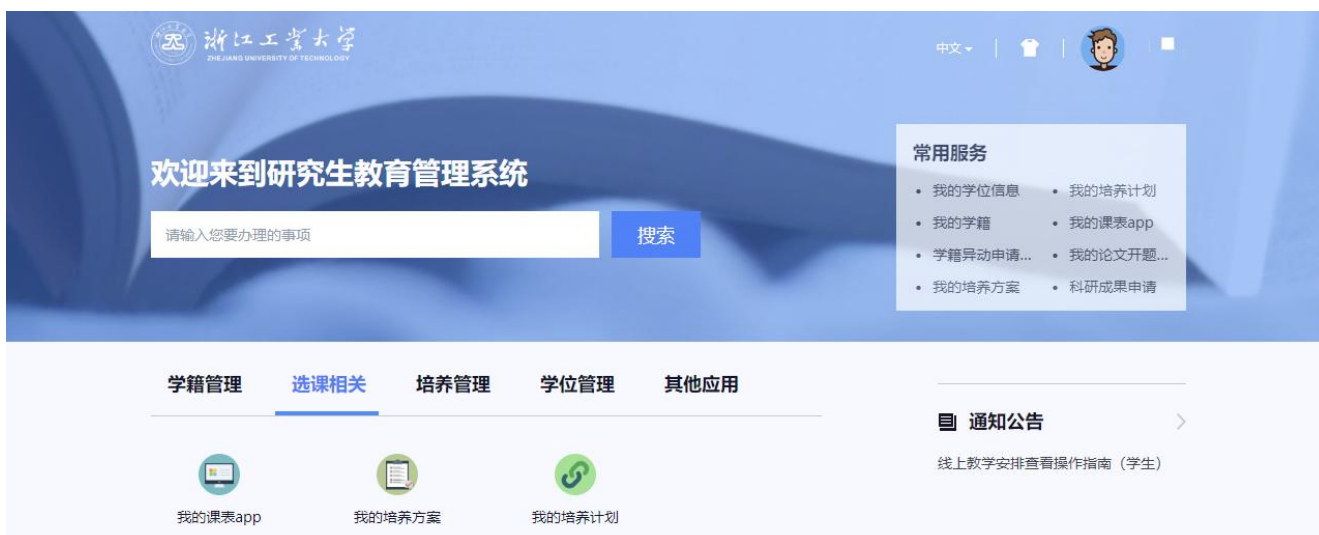 浙江工业大学
ZHEJIANG UNIVERSITY OF TECHNOLOGY
中文
欢迎来到研究生教育管理系统
请输入您要办理的事项
搜索
常用服务
• 我的学位信息 • 我的培养计划
• 我的学籍 • 我的课表app
• 学籍异动申请... • 我的论文开题...
• 我的培养方案 • 科研成果申请
学籍管理 选课相关 培养管理 学位管理 其他应用
我的课表app 我的培养方案 我的培养计划
通知公告
线上教学安排查看操作指南（学生）